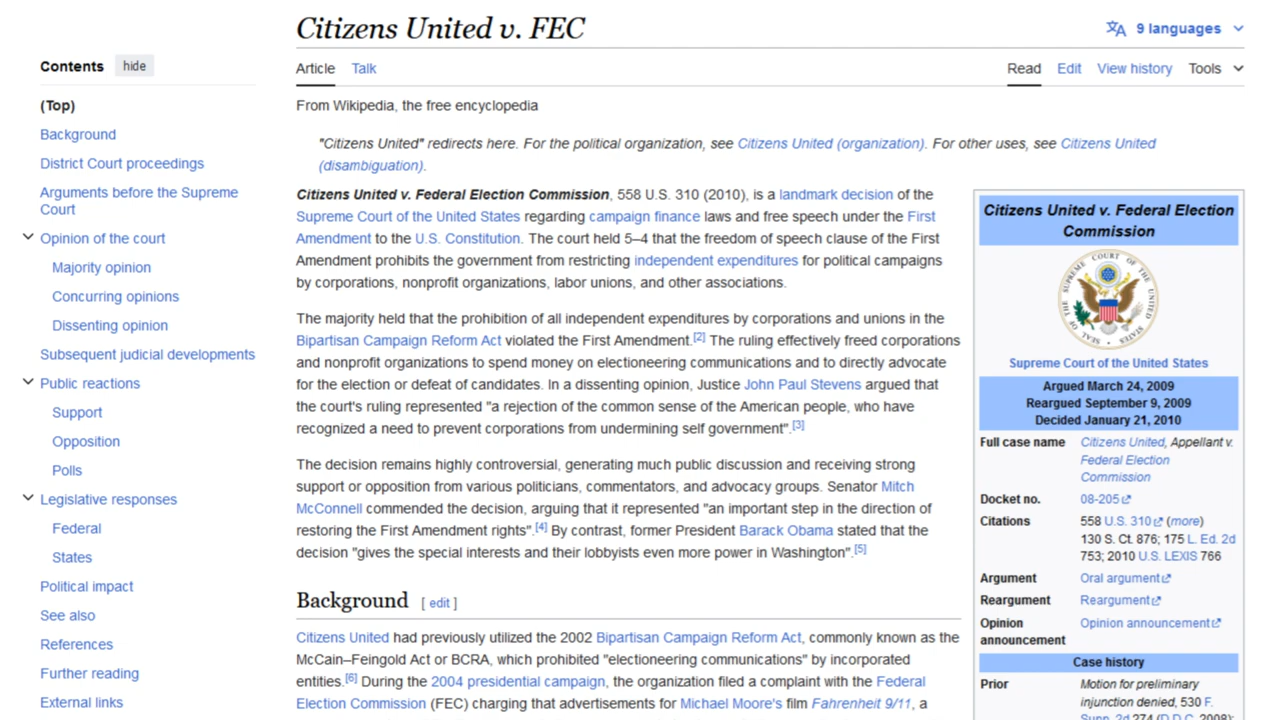 Citizens United v. FEC
9 languages
Contents hide
Article Talk
Read Edit View history Tools
(Top)
Background
District Court proceedings
Arguments before the Supreme
Court
Opinion of the court
Majority opinion
Concurring opinions
Dissenting opinion
Subsequent judicial developments
Public reactions
Support
Opposition
Polls
Legislative responses
Federal
States
Political impact
See also
References
Further reading
External links
From Wikipedia, the free encyclopedia
"Citizens United" redirects here. For the political organization, see Citizens United (organization). For other uses, see Citizens United
(disambiguation).
Citizens United v. Federal Election Commission, 558 U.S. 310 (2010), is a landmark decision of the
Supreme Court of the United States regarding campaign finance laws and free speech under the First
Amendment to the U.S. Constitution. The court held 5–4 that the freedom of speech clause of the First
Amendment prohibits the government from restricting independent expenditures for political campaigns
by corporations, nonprofit organizations, labor unions, and other associations.
The majority held that the prohibition of all independent expenditures by corporations and unions in the
Bipartisan Campaign Reform Act violated the First Amendment.[2] The ruling effectively freed corporations
and nonprofit organizations to spend money on electioneering communications and to directly advocate
for the election or defeat of candidates. In a dissenting opinion, Justice John Paul Stevens argued that
the court's ruling represented "a rejection of the common sense of the American people, who have
recognized a need to prevent corporations from undermining self government".[3]
The decision remains highly controversial, generating much public discussion and receiving strong
support or opposition from various politicians, commentators, and advocacy groups. Senator Mitch
McConnell commended the decision, arguing that it represented "an important step in the direction of
restoring the First Amendment rights".[4] By contrast, former President Barack Obama stated that the
decision "gives the special interests and their lobbyists even more power in Washington".[5]
Background [ edit ]
Citizens United had previously utilized the 2002 Bipartisan Campaign Reform Act, commonly known as the
McCain–Feingold Act or BCRA, which prohibited "electioneering communications" by incorporated
entities.[6] During the 2004 presidential campaign, the organization filed a complaint with the Federal
Election Commission (FEC) charging that advertisements for Michael Moore's film Fahrenheit 9/11, a
Citizens United v. Federal Election
Commission
SEAL OF THE SUPREME COURT OF THE UNITED STATES
Supreme Court of the United States
Argued March 24, 2009
Reargued September 9, 2009
Decided January 21, 2010
Full case name Citizens United, Appellant v.
Federal Election
Commission
Docket no. 08-205
Citations 558 U.S. 310 (more)
130 S. Ct. 876; 175 L. Ed. 2d
753; 2010 U.S. LEXIS 766
Argument Oral argument
Reargument Reargument
Opinion Opinion announcement
announcement
Case history
Prior Motion for preliminary
injunction denied, 530 F.
Supp. 2d 274 (D.D.C. 2008);